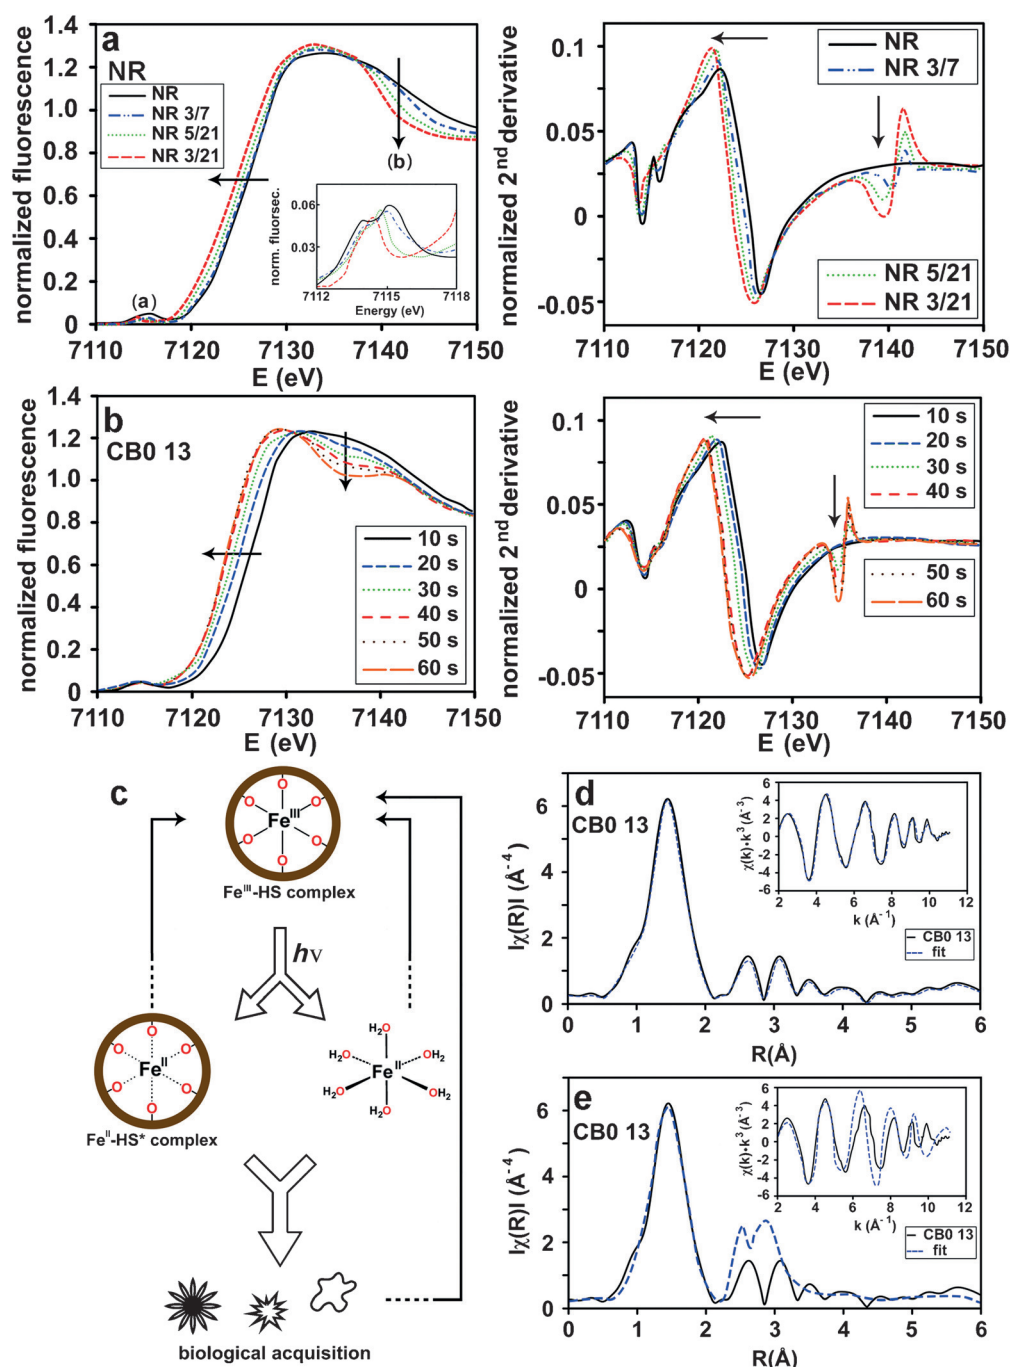 a
NR
normalized fluorescence
1.4
1.2
1.0
0.8
0.6
0.4
0.2
0
NR
NR 3/7
NR 5/21
NR 3/21
(a)
(b)
norm. fluorsec.
0.06
0.03
7112 7115 7118
Energy (eV)
7110 7120 7130 7140 7150
E (eV)
normalized 2nd derivative
0.1
0.05
0
-0.05
NR
NR 3/7
NR 5/21
NR 3/21
7110 7120 7130 7140 7150
E (eV)
b
CB0 13
normalized fluorescence
1.4
1.2
1.0
0.8
0.6
0.4
0.2
0
10 s
20 s
30 s
40 s
50 s
60 s
7110 7120 7130 7140 7150
E (eV)
normalized 2nd derivative
0.1
0.05
0
-0.05
10 s
20 s
30 s
40 s
50 s
60 s
7110 7120 7130 7140 7150
E (eV)
c
O
O
O
FeIII
O
O
O
FeIII-HS complex
hν
O
O
O
FeII
O
O
O
FeII-HS* complex
H2O
H2O
OH2
FeII
H2O
OH2
H2O
biological acquisition
d
CB0 13
Iχ(R)I (Å-4)
6
4
2
0
χ(k)•k3 (Å-3)
6
4
2
0
-2
-4
-6
2 4 6 8 10 12
k (Å-1)
CB0 13
fit
0 1 2 3 4 5 6
R(Å)
e
CB0 13
Iχ(R)I (Å-4)
6
4
2
0
χ(k)•k3 (Å-3)
6
4
2
0
-2
-4
-6
2 4 6 8 10 12
k (Å-1)
CB0 13
fit
0 1 2 3 4 5 6
R(Å)